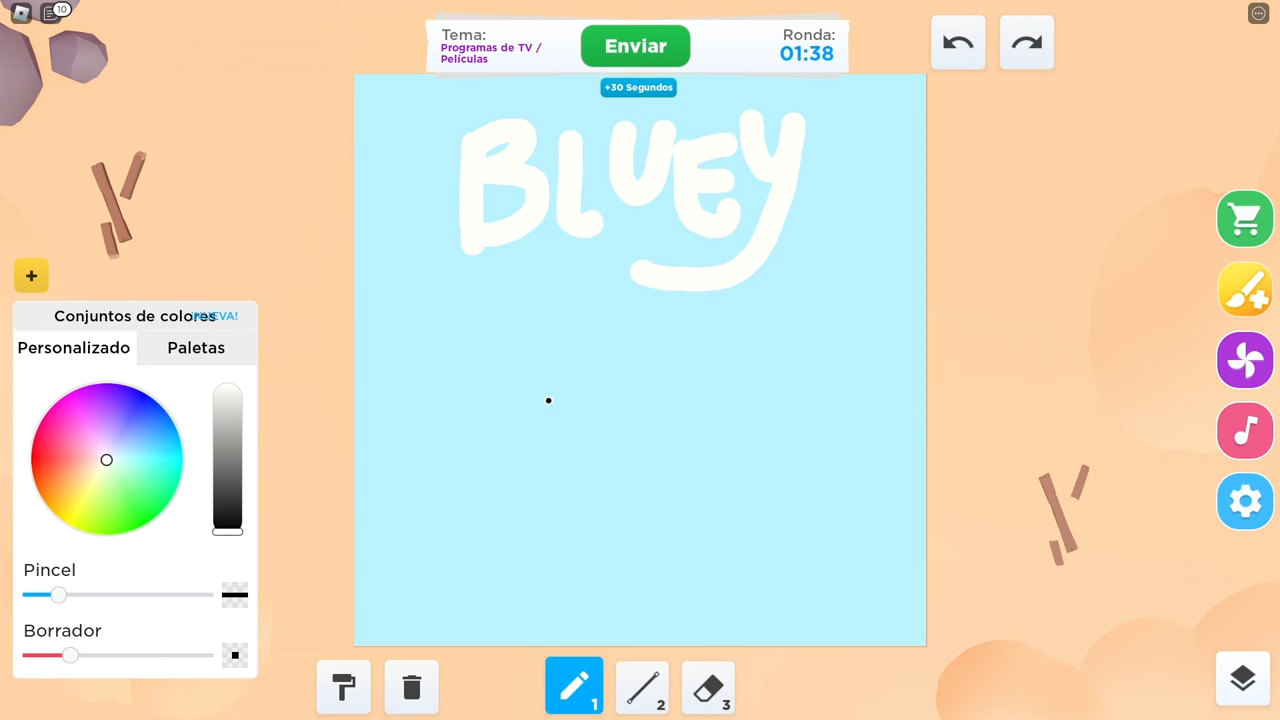 10
Tema:
Programas de TV /
Películas
Enviar
Ronda:
01:38
+30 Segundos
BLUEY
+
Conjuntos de colores
Personalizado
Paletas
Pincel
Borrador
1
2
3